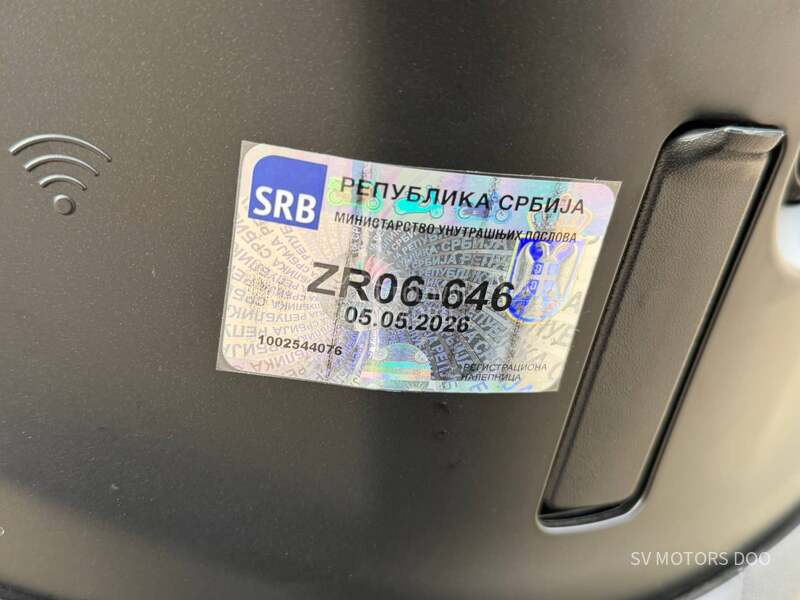 SRB
РЕПУБЛИКА СРБИЈА
МИНИСТАРСТВО УНУТРАШЊИХ ПОСЛОВА
ZR06-646
05.05.2026
1002544076
РЕГИСТРАЦИОНА
НАЛЕПНИЦА
SV MOTORS DOO